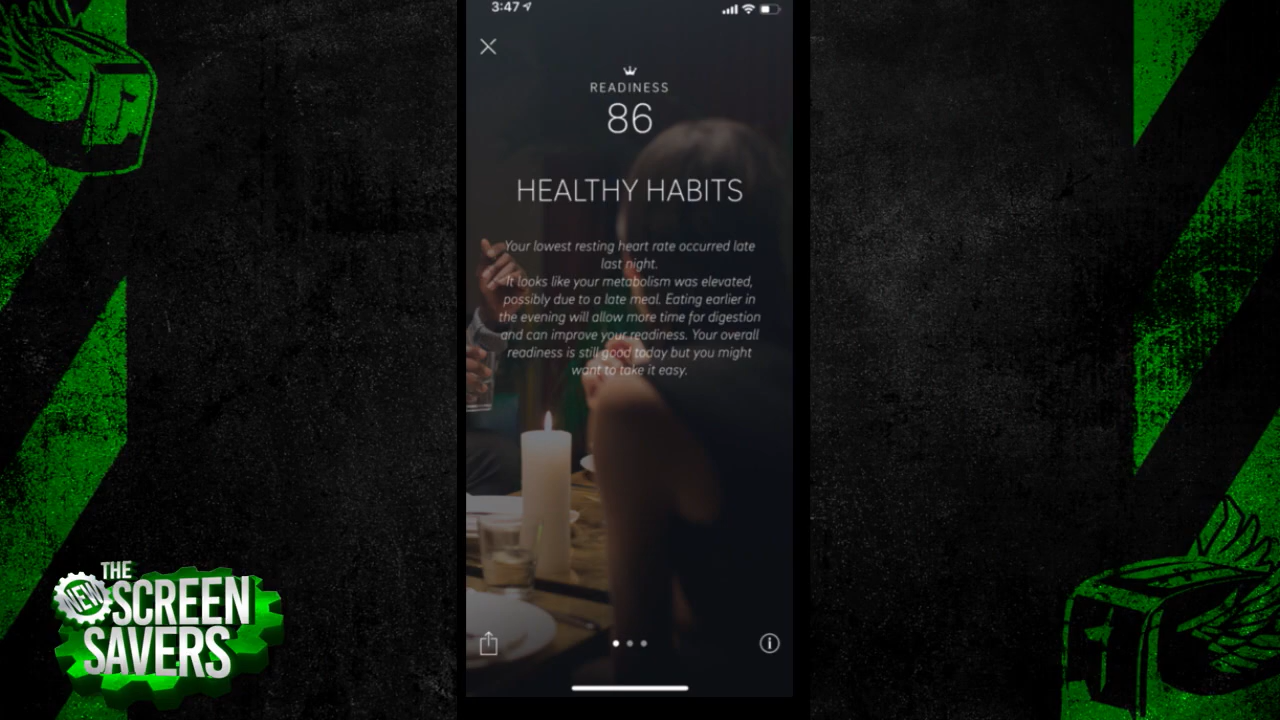 3:47
READINESS
86
HEALTHY HABITS
Your lowest resting heart rate occurred late
last night.
It looks like your metabolism was elevated,
possibly due to a late meal. Eating earlier in
the evening will allow more time for digestion
and can improve your readiness. Your overall
readiness is still good today but you might
want to take it easy.
THE
NEW
SCREEN
SAVERS